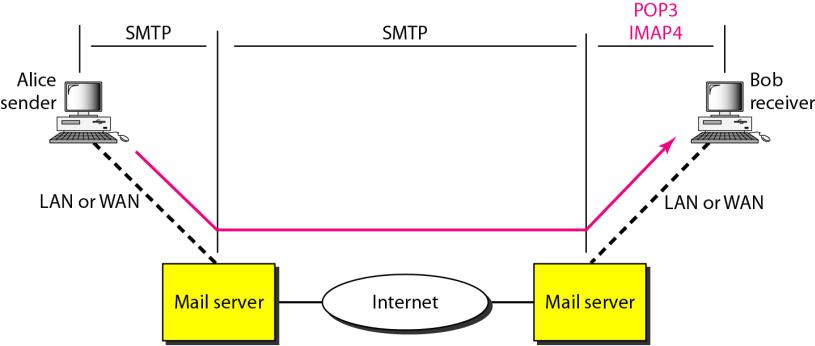 SMTP
SMTP
POP3
IMAP4
Alice
sender
Bob
receiver
LAN or WAN
LAN or WAN
Mail server
Internet
Mail server